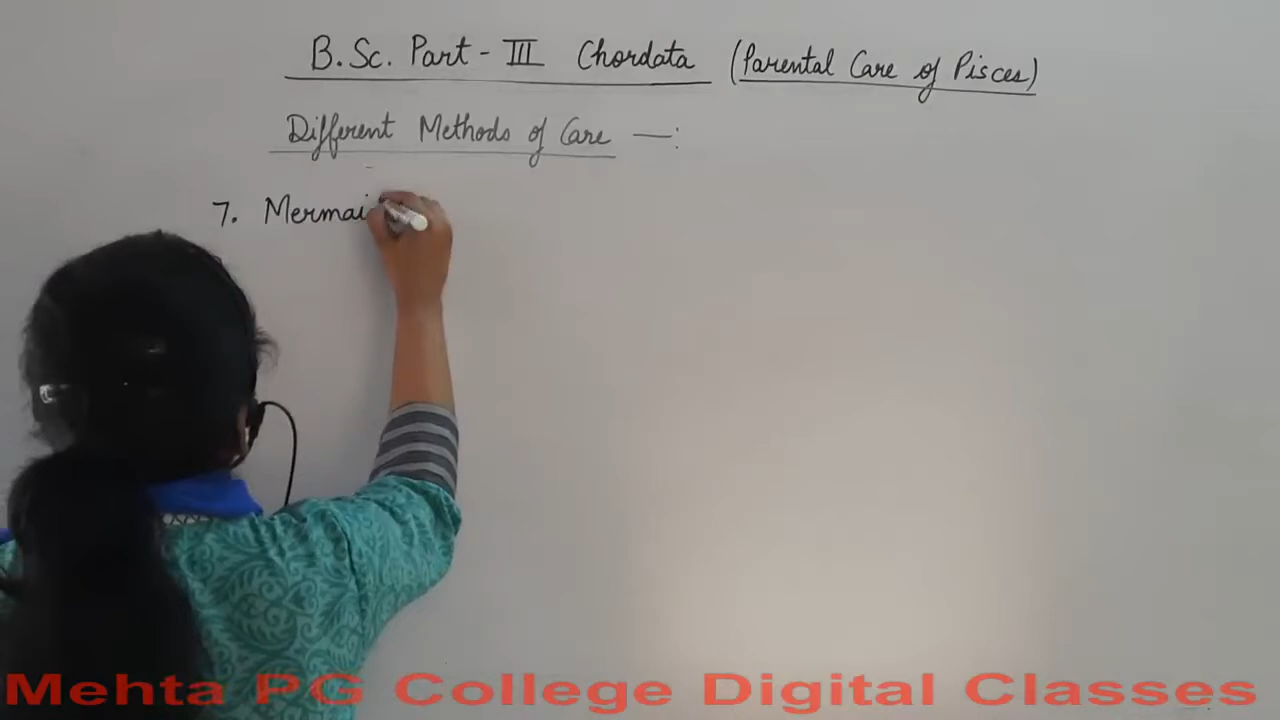 B.Sc. Part - III Chordata (Parental Care of Pisces)
Different Methods of Care —:
7. Mermai
Mehta PG College Digital Classes